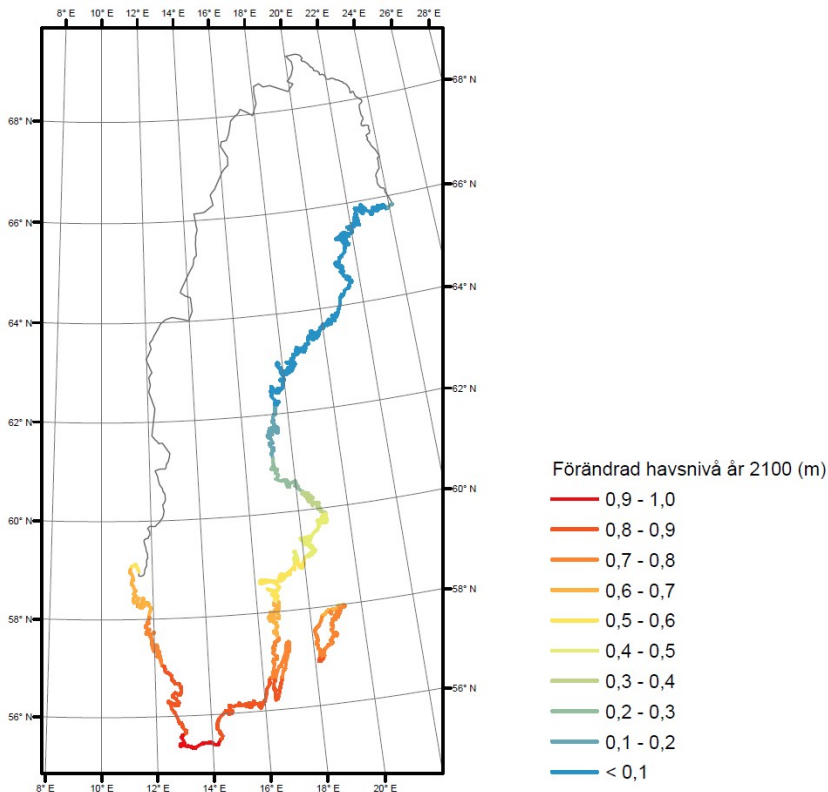 8° E 10° E 12° E 14° E 16° E 18° E 20° E 22° E 24° E 26° E 28° E
68° N
68° N
66° N
66° N
64° N
64° N
62° N
62° N
60° N
60° N
58° N
58° N
56° N
56° N
8° E 10° E 12° E 14° E 16° E 18° E 20° E
Förändrad havsnivå år 2100 (m)
0,9 - 1,0
0,8 - 0,9
0,7 - 0,8
0,6 - 0,7
0,5 - 0,6
0,4 - 0,5
0,3 - 0,4
0,2 - 0,3
0,1 - 0,2
< 0,1